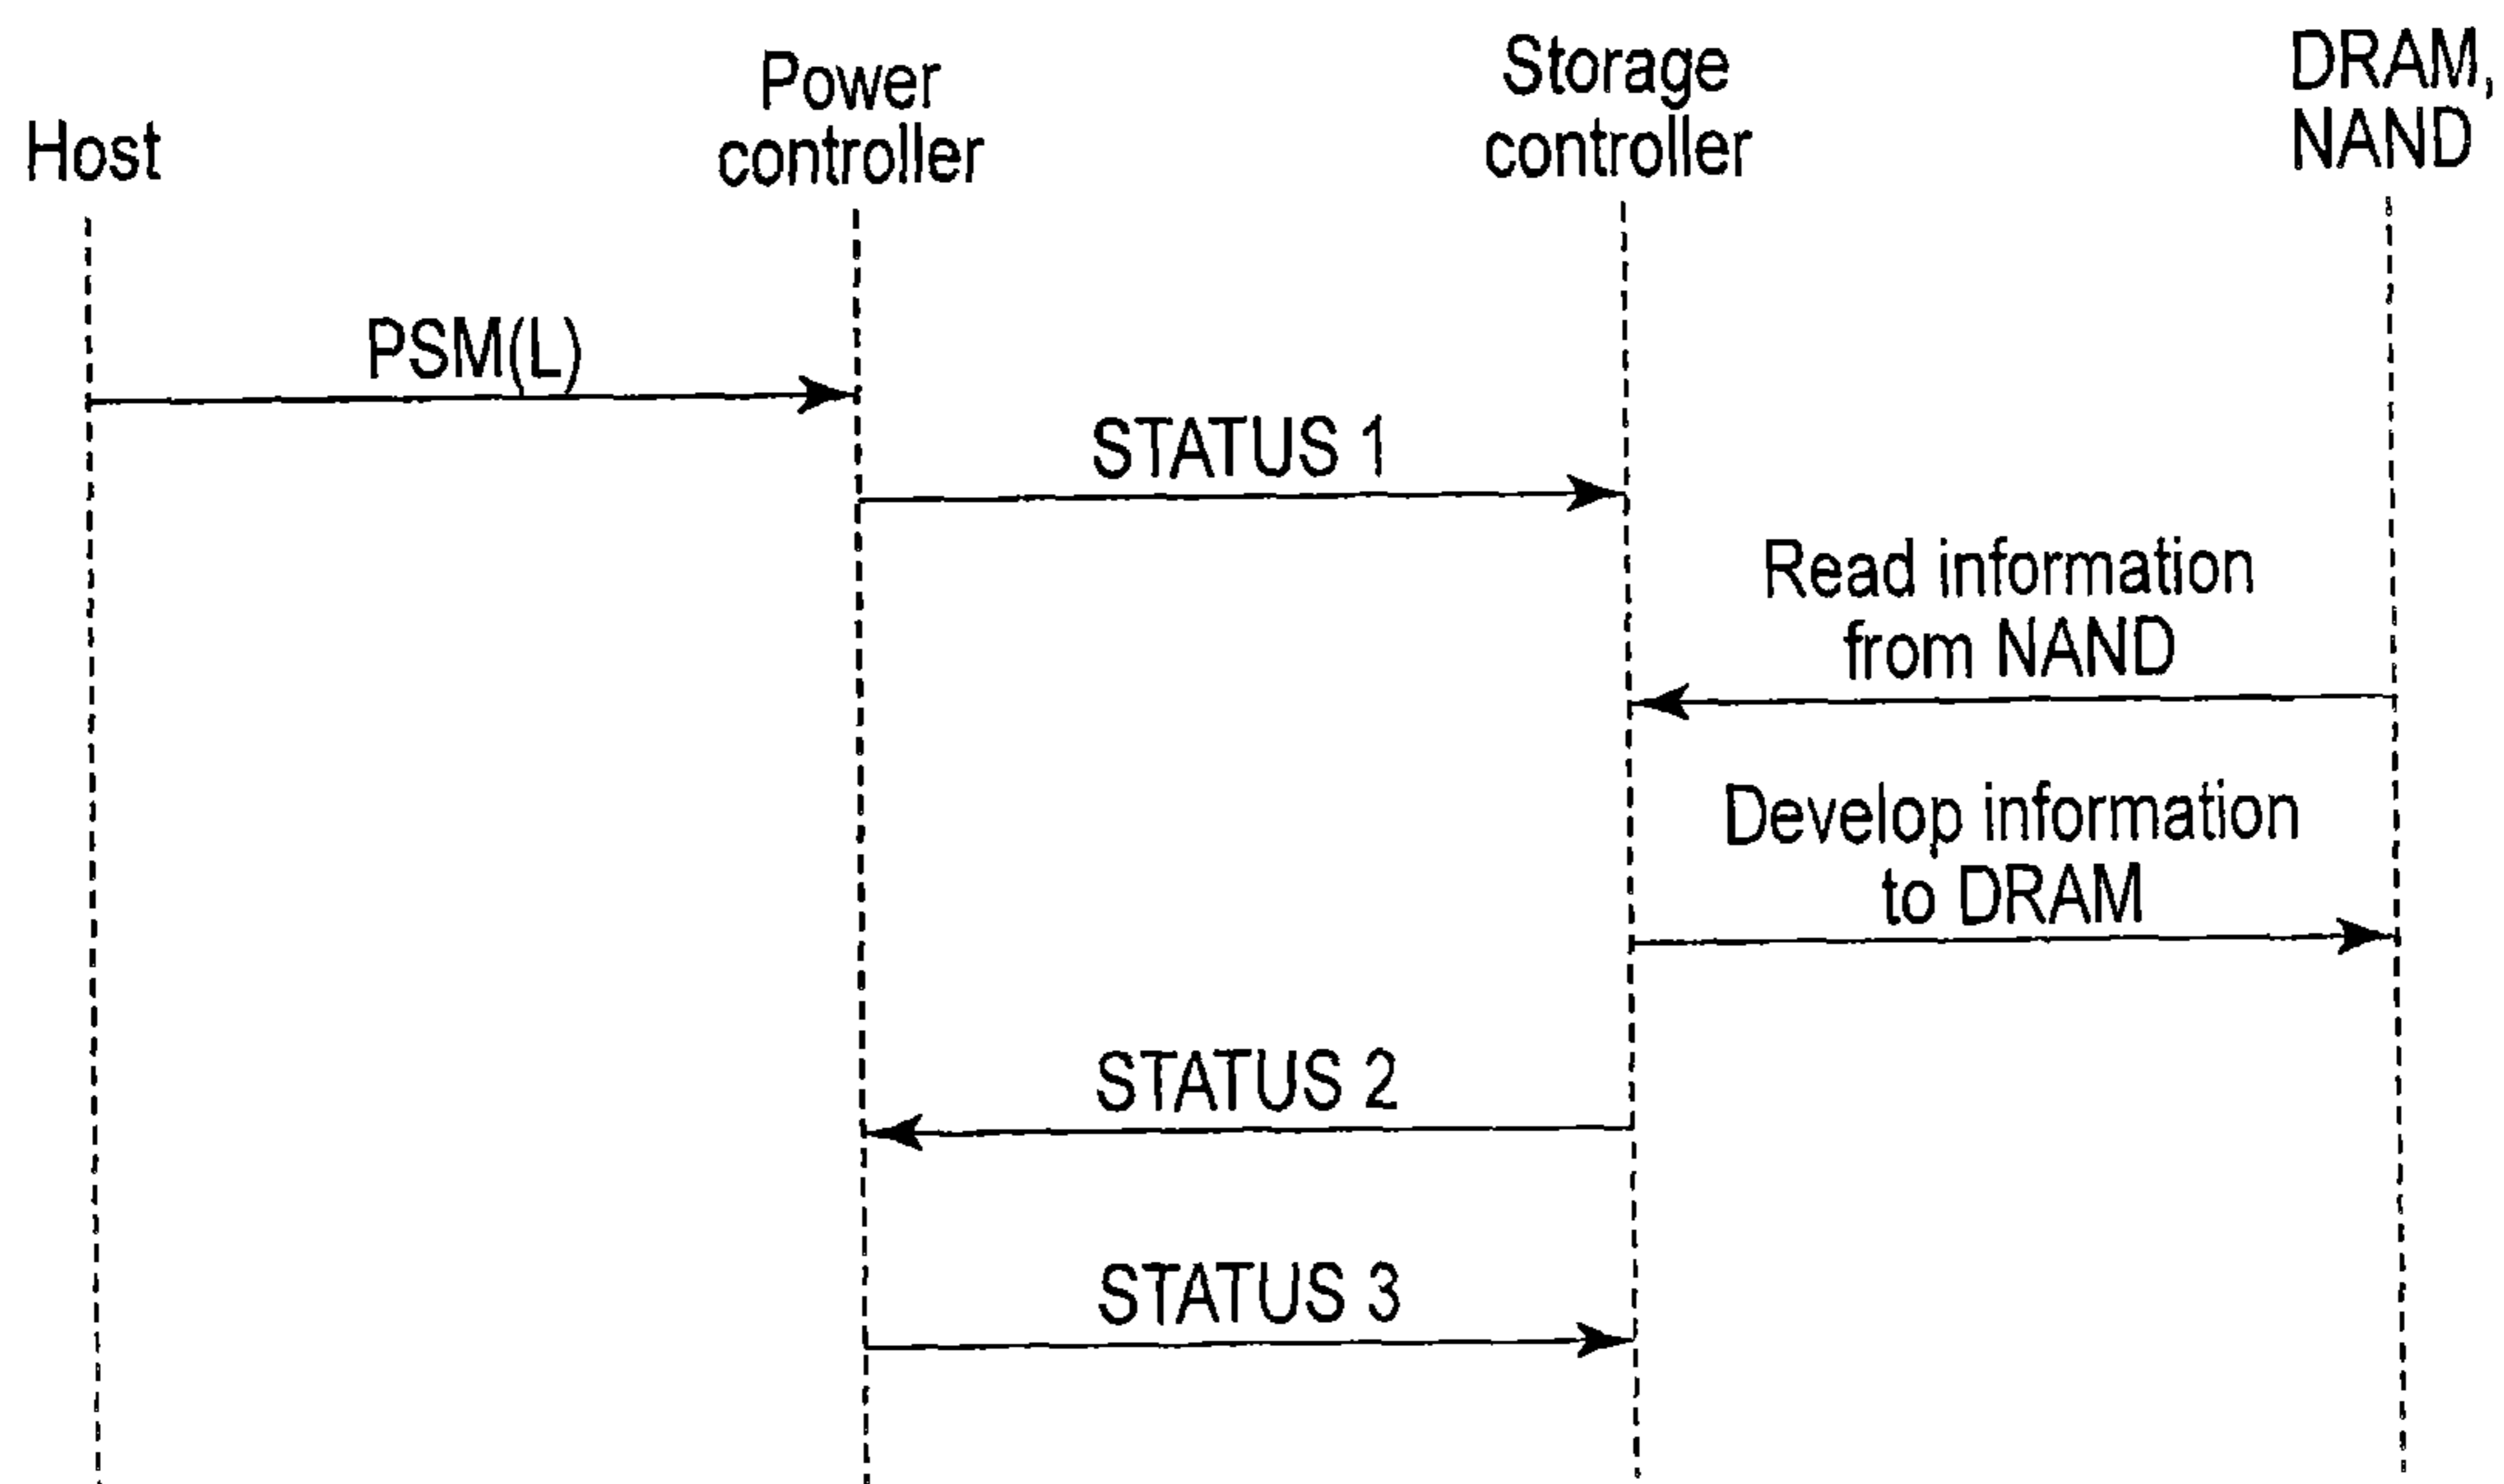 Host
Power
controller
Storage
controller
DRAM,
NAND
PSM(L)
STATUS 1
Read information
from NAND
Develop information
to DRAM
STATUS 2
STATUS 3